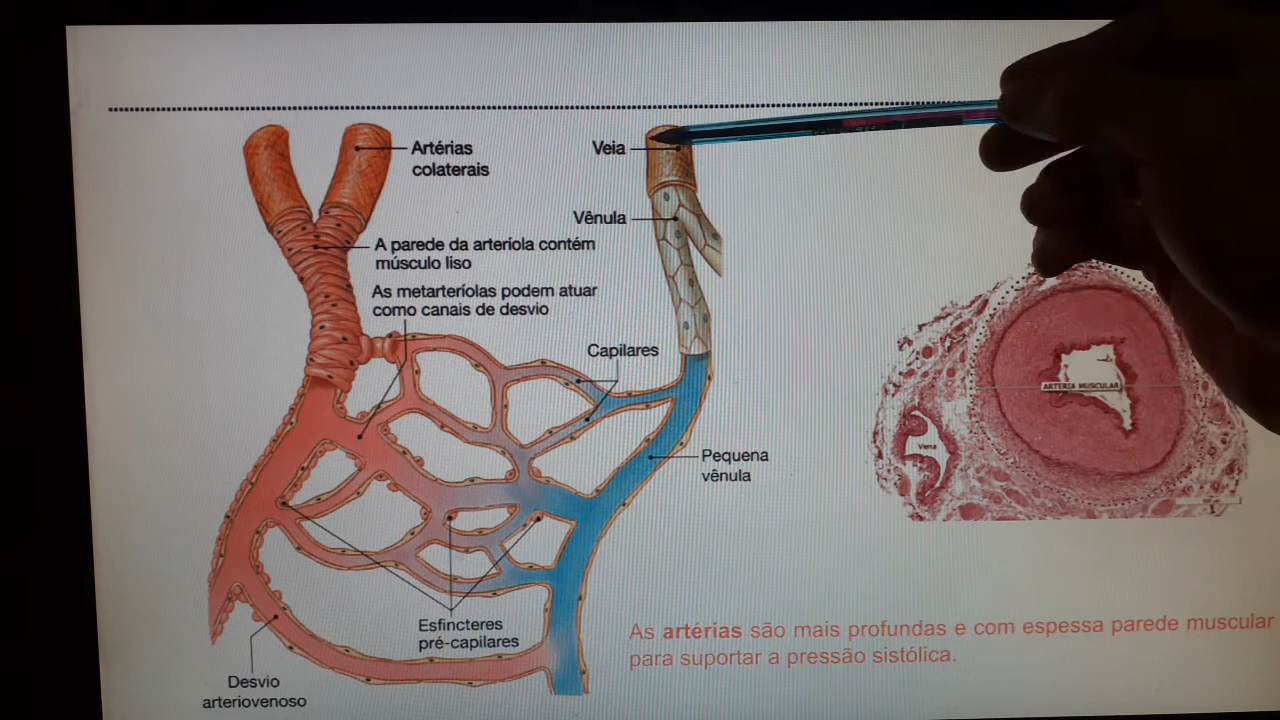 Artérias
colaterais
Veia
Vênula
A parede da arteríola contém
músculo liso
As metarteríolas podem atuar
como canais de desvio
Capilares
Pequena
vênula
Esfincteres
pré-capilares
Desvio
arteriovenoso
ARTERIA MUSCULAR
Vena
As artérias são mais profundas e com espessa parede muscular
para suportar a pressão sistólica.